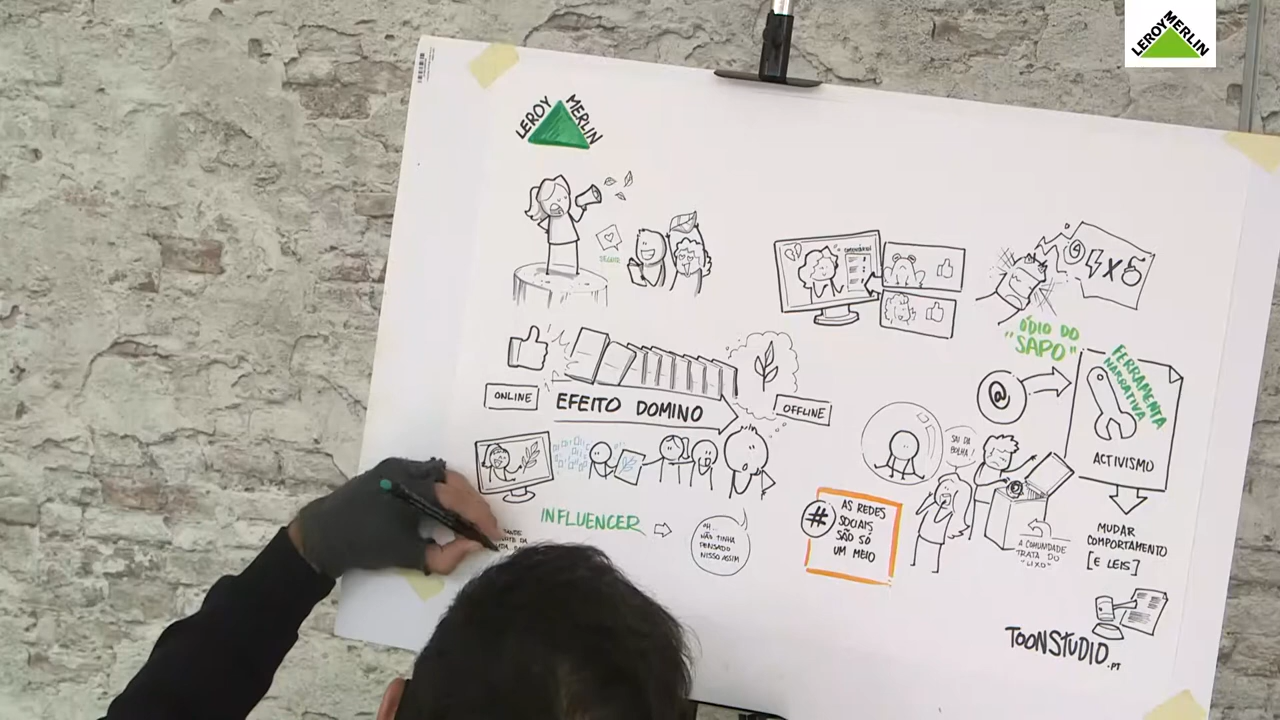 LEROY MERLIN
LEROY MERLIN
ONLINE
EFEITO DOMINO
OFFLINE
INFLUENCER
OH...
NÃO TINHA
PENSADO
NISSO ASSIM
ÓDIO DO
"SAPO"
@
FERRAMENTA
NARRATIVA
ACTIVISMO
SAI DA
BOLHA!
#
AS REDES
SOCIAIS
SÃO SÓ
UM MEIO
A COMUNIDADE
TRATA DO
"LIXO"
MUDAR
COMPORTAMENTO
[E LEIS]
TOONSTUDIO.PT